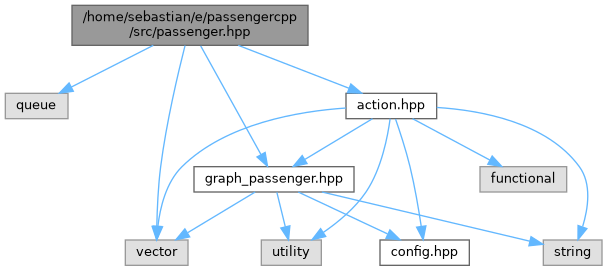 /home/sebastian/e/passengercpp
/src/passenger.hpp
queue
action.hpp
graph_passenger.hpp
functional
vector
utility
config.hpp
string